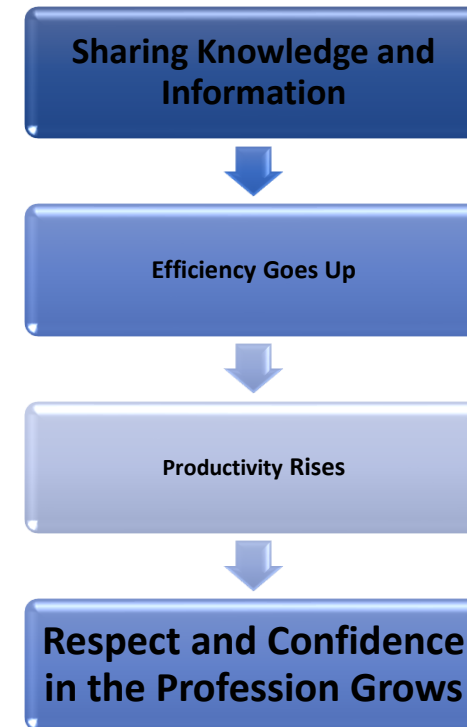 Sharing Knowledge and
Information
Efficiency Goes Up
Productivity Rises
Respect and Confidence
in the Profession Grows